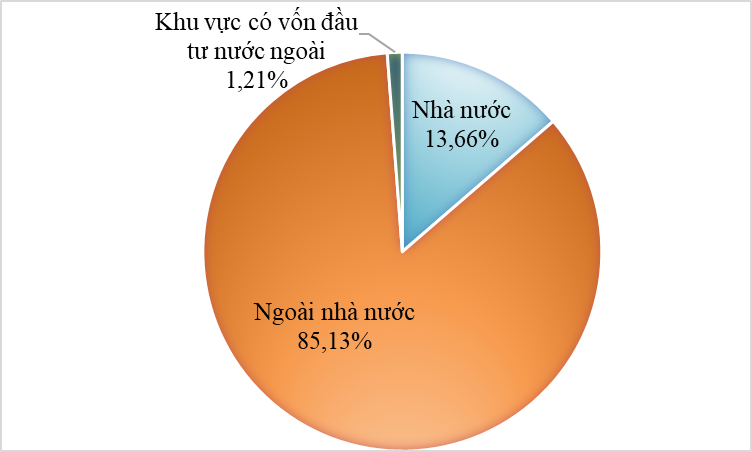 Khu vực có vốn đầu
tư nước ngoài
1,21%
Nhà nước
13,66%
Ngoài nhà nước
85,13%